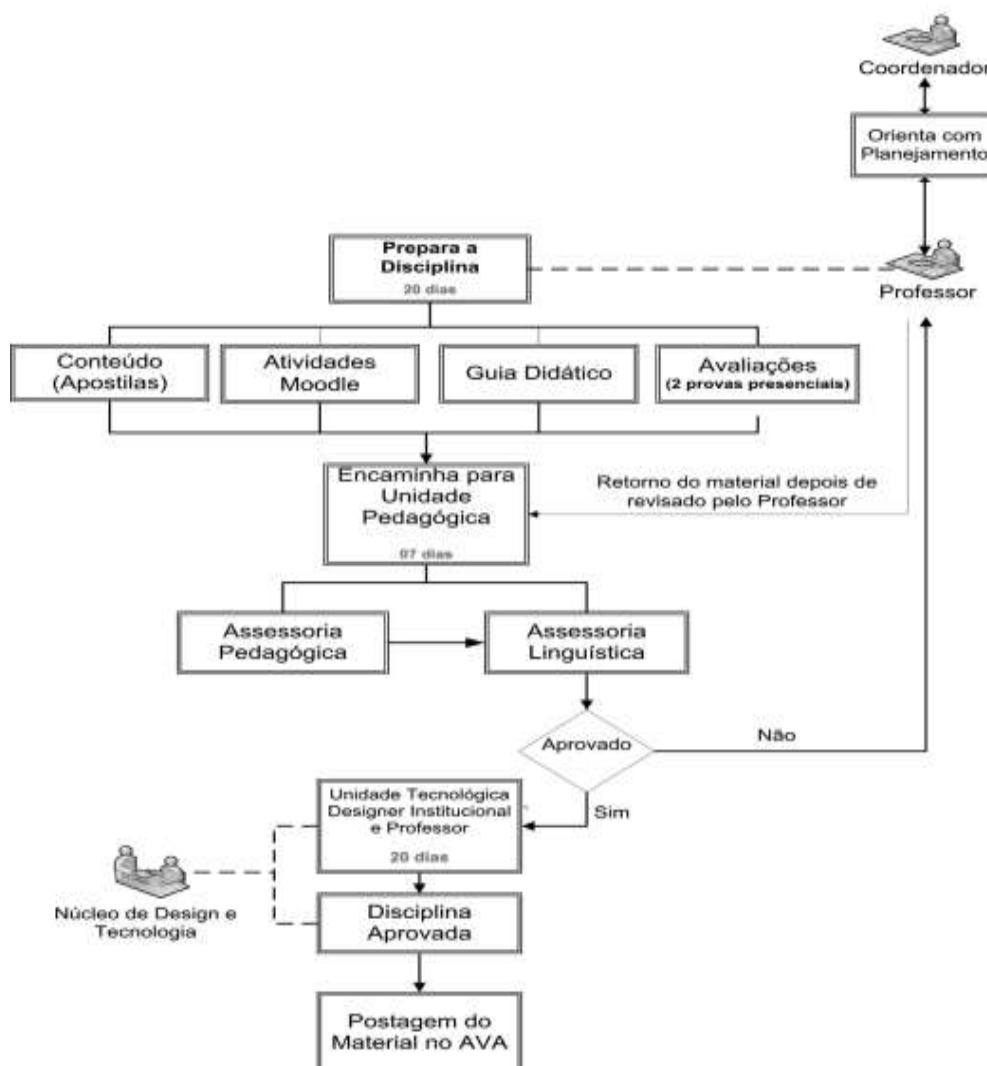 Coordenador
Orienta com
Planejamento
Professor
Prepara a
Disciplina
20 dias
Conteúdo
(Apostilas)
Atividades
Moodle
Guia Didático
Avaliações
(2 provas presenciais)
Encaminha para
Unidade
Pedagógica
07 dias
Retorno do material depois de
revisado pelo Professor
Assessoria
Pedagógica
Assessoria
Linguística
Aprovado
Não
Sim
Unidade Tecnológica
Designer Institucional
e Professor
20 dias
Núcleo de Design e
Tecnologia
Disciplina
Aprovada
Postagem do
Material no AVA